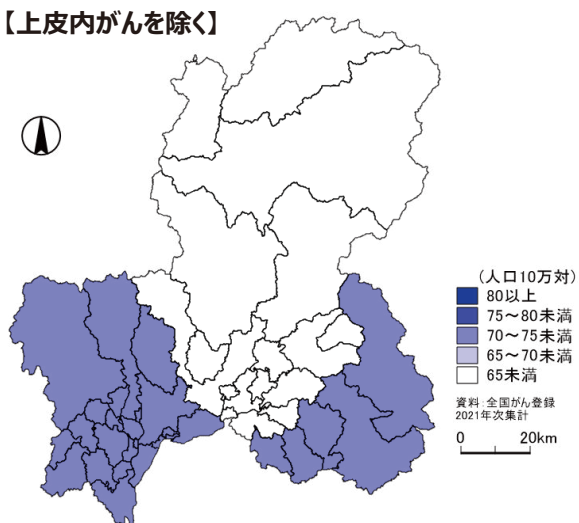 【上皮内がんを除く】
(人口10万対)
80以上
75~80未満
70~75未満
65~70未満
65未満
資料:全国がん登録
2021年次集計
0 20km